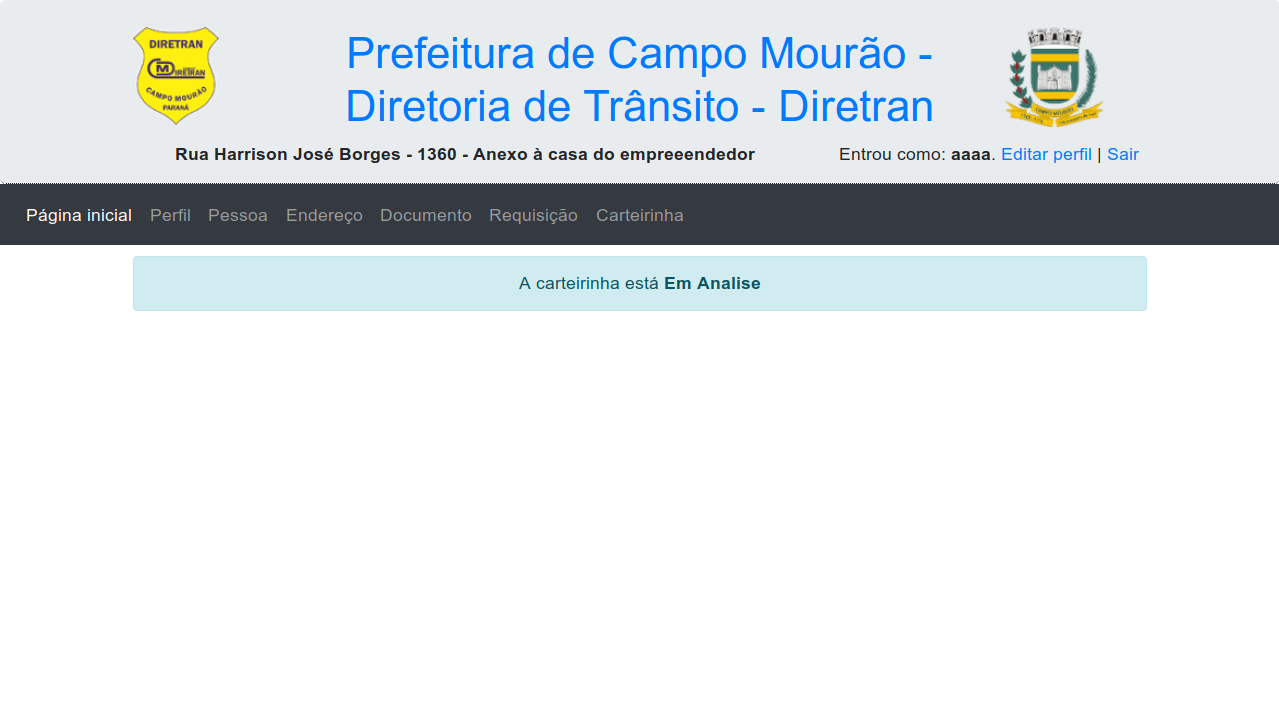 DIRETRAN
CM DIRETRAN
CAMPO MOURÃO
PARANÁ
Prefeitura de Campo Mourão -
Diretoria de Trânsito - Diretran
Rua Harrison José Borges - 1360 - Anexo à casa do empreeendedor
Entrou como: aaaa. Editar perfil | Sair
Página inicial Perfil Pessoa Endereço Documento Requisição Carteirinha
A carteirinha está Em Analise